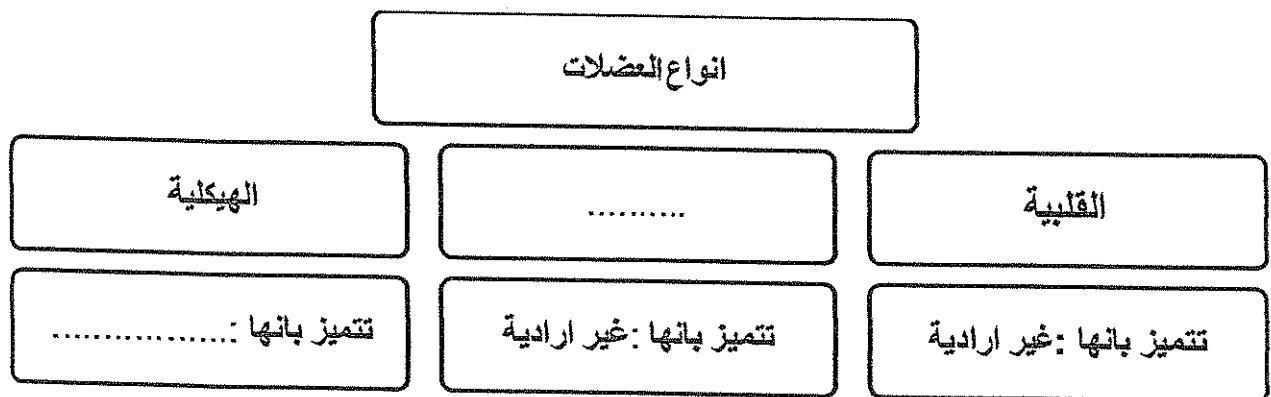 انواع العضلات
القلبية
..........
الهيكلية
تتميز بانها :غير ارادية
تتميز بانها :غير ارادية
تتميز بانها :................